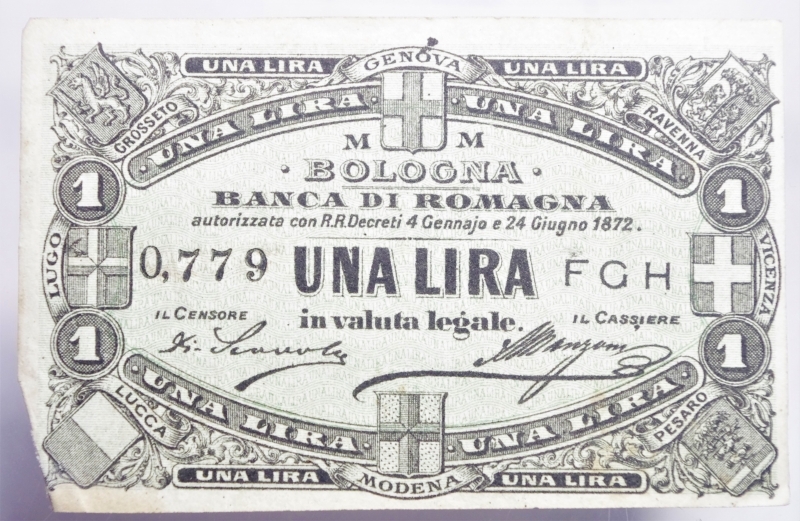 UNA LIRA GENOVA UNA LIRA
GROSSETO UNA LIRA · UNA LIRA RAVENNA
M M
1 · BOLOGNA · 1
BANCA DI ROMAGNA
autorizzata con R.R. Decreti 4 Gennajo e 24 Giugno 1872.
LUGO 0,779 UNA LIRA FGH VICENZA
IL CENSORE in valuta legale. IL CASSIERE
1 1
LUCCA UNA LIRA · UNA LIRA PESARO
UNA LIRA MODENA UNA LIRA